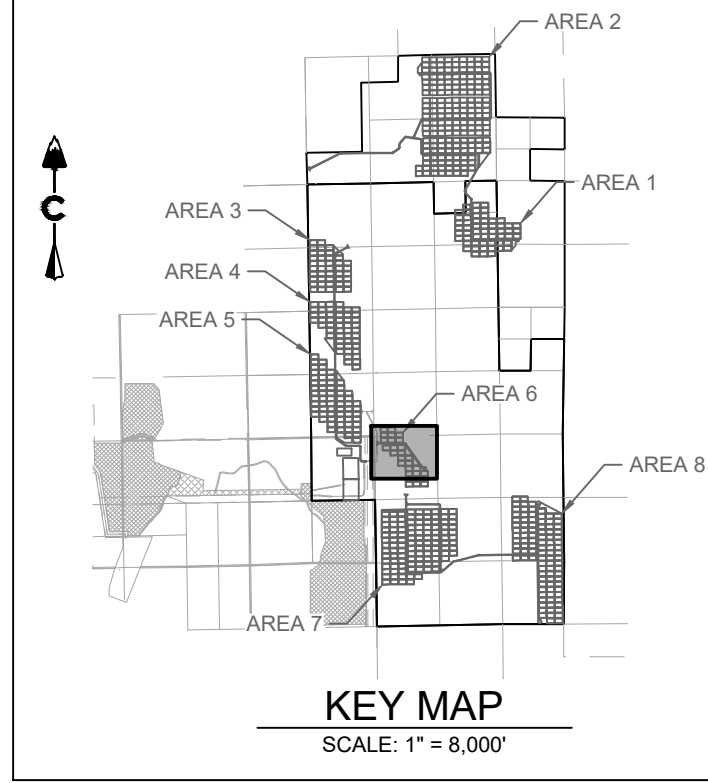 AREA 2
AREA 1
AREA 3
AREA 4
AREA 5
AREA 6
AREA 8
AREA 7
C
KEY MAP
SCALE: 1" = 8,000'